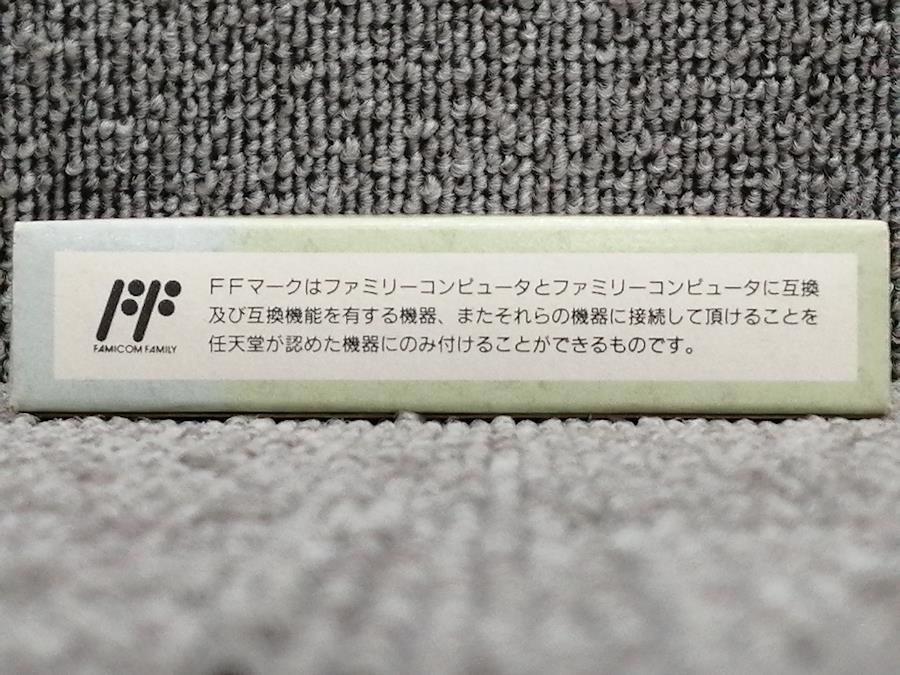 FF
FAMICOM FAMILY
FFマークはファミリーコンピュータとファミリーコンピュータに互換
及び互換機能を有する機器、またそれらの機器に接続して頂けることを
任天堂が認めた機器にのみ付けることができるものです。